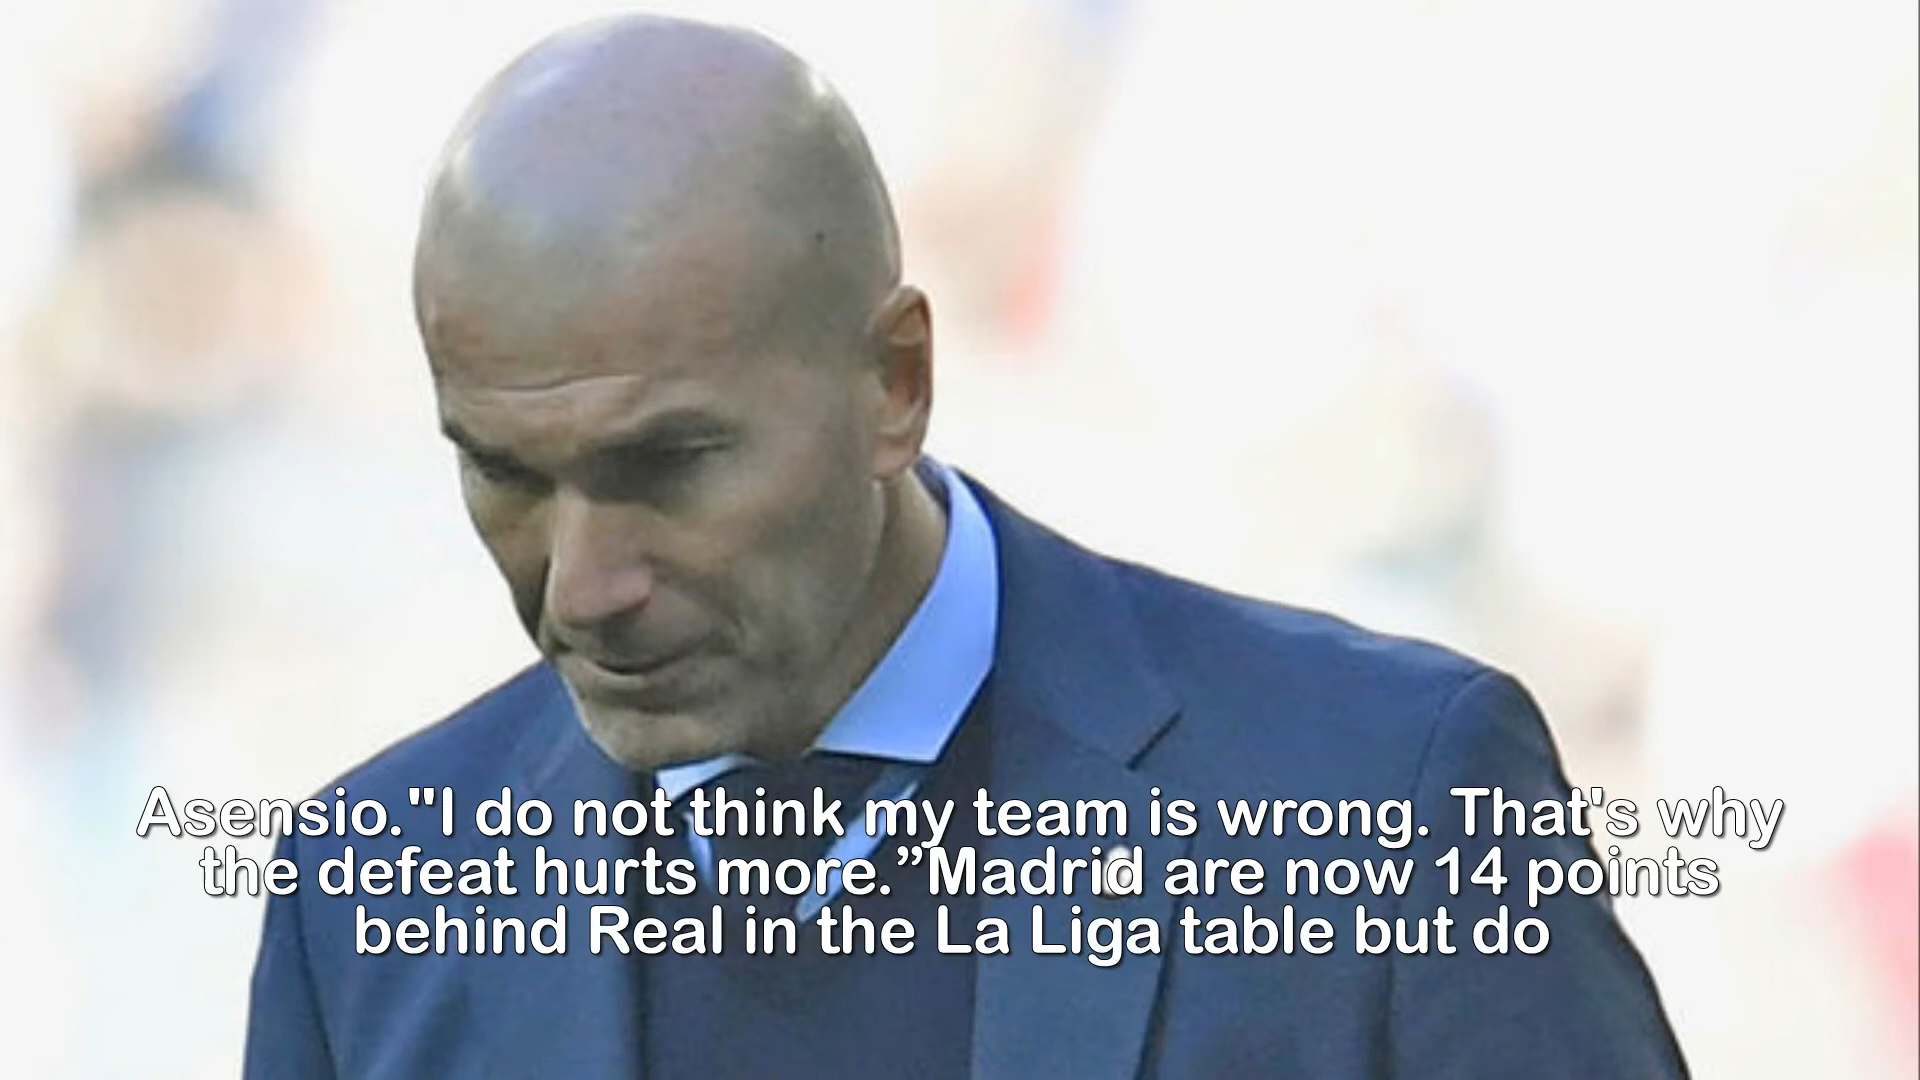 Asensio."I do not think my team is wrong. That's why
the defeat hurts more.”Madrid are now 14 points
behind Real in the La Liga table but do